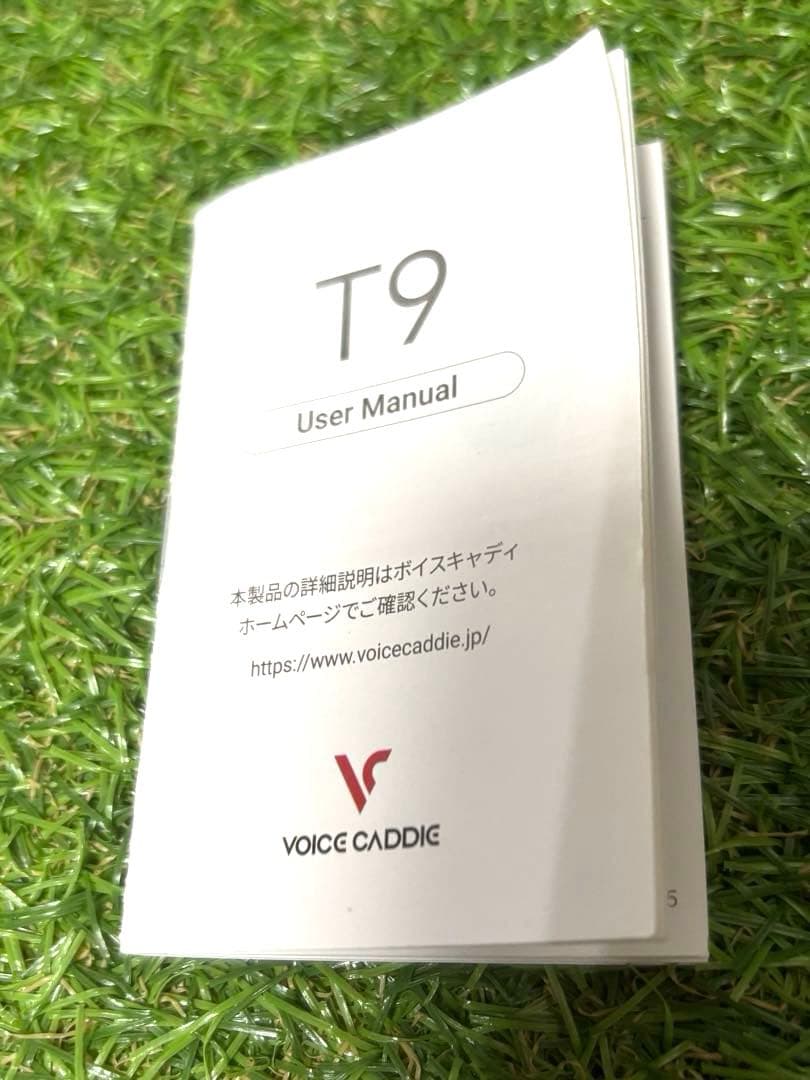 T9
User Manual
本製品の詳細説明はボイスキャディ
ホームページでご確認ください。
https://www.voicecaddie.jp/
VOICE CADDIE
5